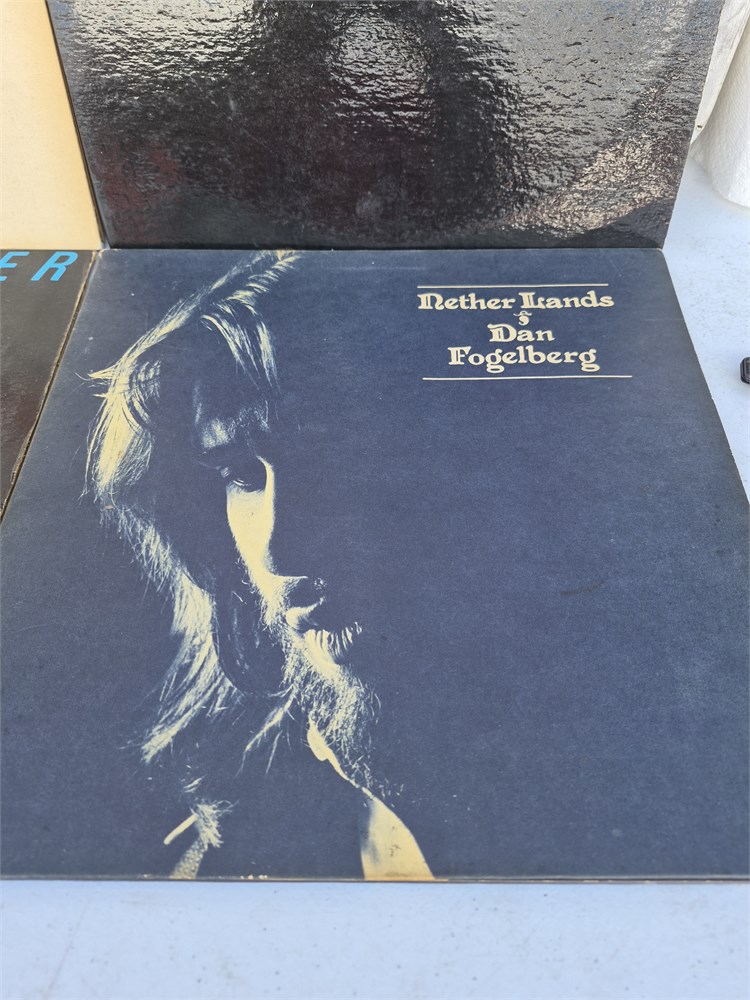 ER
Nether Lands
Dan
Fogelberg